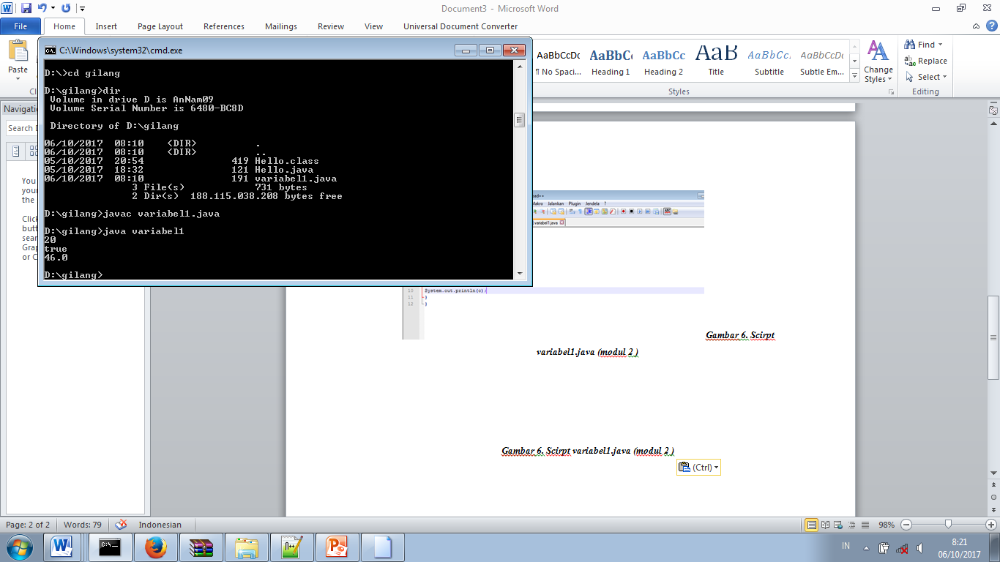 Document3 - Microsoft Word
File Home Insert Page Layout References Mailings Review View Universal Document Converter
Paste
AaBbCcDc AaBbCc AaBbCc AaB AaBbCc. AaBbCcDc
¶ No Spaci... Heading 1 Heading 2 Title Subtitle Subtle Em...
Change
Styles
Find
Replace
Select
Styles
Editing
C:\Windows\system32\cmd.exe
D:\>cd gilang
D:\gilang>dir
Volume in drive D is AnNam09
Volume Serial Number is 6480-BC8D
Directory of D:\gilang
06/10/2017 08:10 <DIR> .
06/10/2017 08:10 <DIR> ..
05/10/2017 20:54 419 Hello.class
05/10/2017 18:32 121 Hello.java
06/10/2017 08:10 191 variabel1.java
3 File(s) 731 bytes
2 Dir(s) 188.115.038.208 bytes free
D:\gilang>javac variabel1.java
D:\gilang>java variabel1
20
true
46.0
D:\gilang>
Navigati
Search D
You
your
the
Click
butt
sear
Grap
or C
Makro Jalankan Plugin Jendela ?
variabel1.java
10 System.out.println(c);
11 }
12 }
Gambar 6. Scirpt
variabel1.java (modul 2 )
Gambar 6. Scirpt variabel1.java (modul 2 )
(Ctrl)
Page: 2 of 2 Words: 79 Indonesian 98%
IN
8:21
06/10/2017